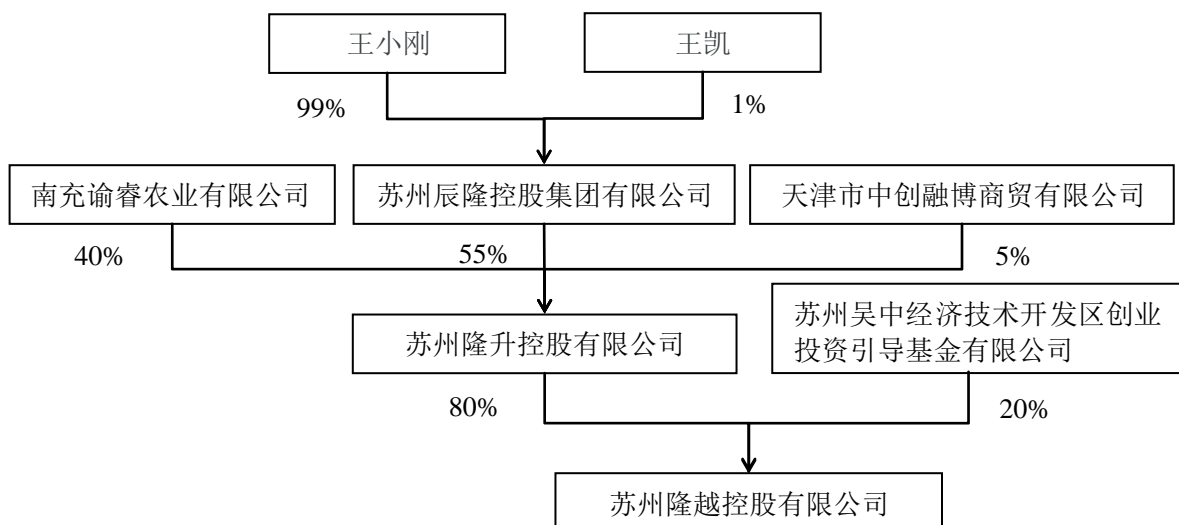 王小刚
王凯
99%
1%
南充谕睿农业有限公司
苏州辰隆控股集团有限公司
天津市中创融博商贸有限公司
40%
55%
5%
苏州隆升控股有限公司
苏州吴中经济技术开发区创业
投资引导基金有限公司
80%
20%
苏州隆越控股有限公司